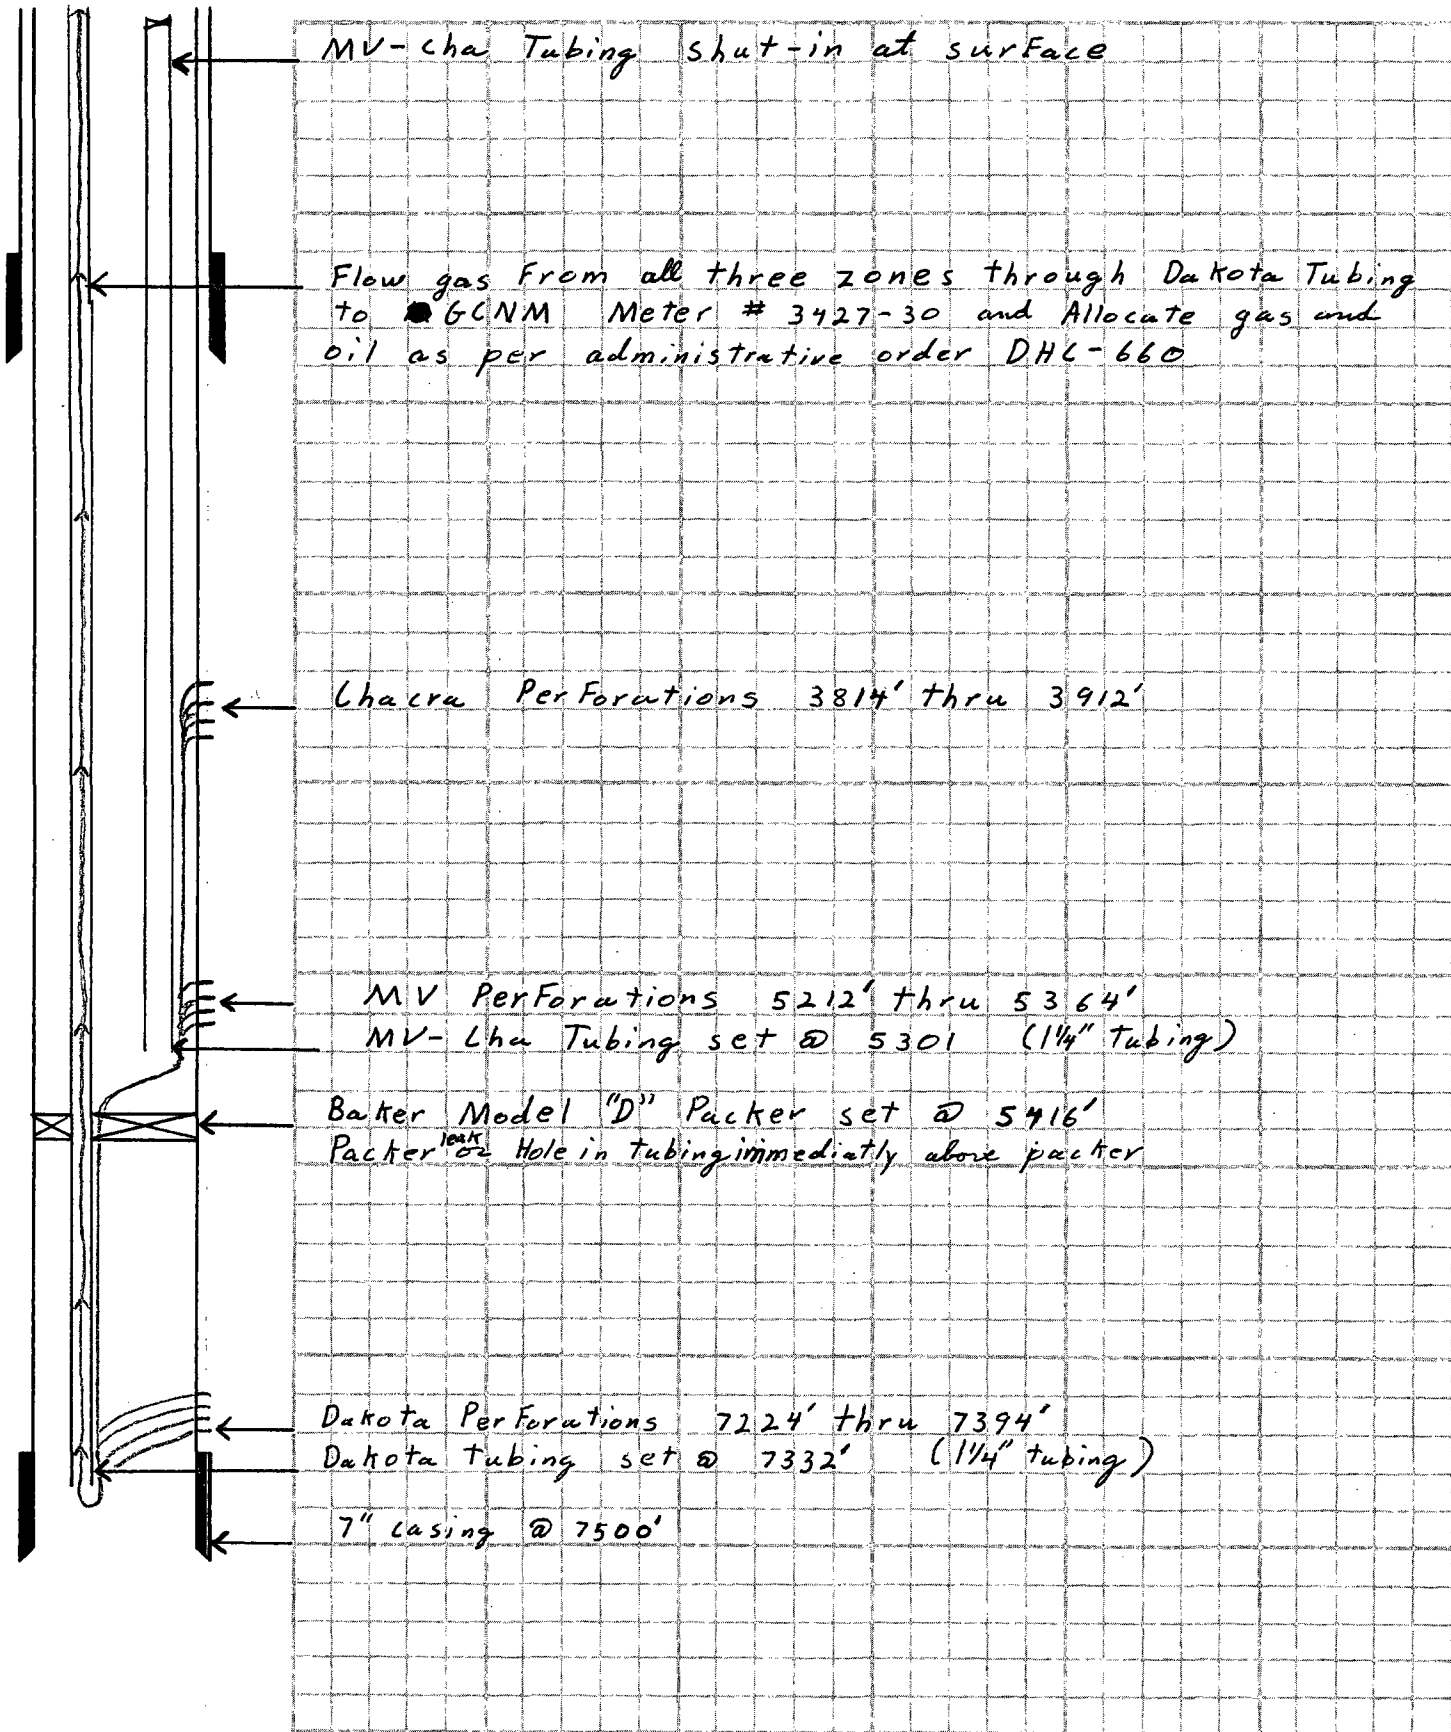 MV-Cha Tubing shut-in at surface
Flow gas From all three zones through Dakota Tubing
to GCNM Meter # 3427-30 and Allocate gas and
oil as per administrative order DHC-660
Chacra PerForations 3814' thru 3912'
MV PerForations 5212' thru 5364'
MV-Cha Tubing set @ 5301 (1¼" Tubing)
Baker Model "D" Packer set @ 5416'
Packer leak or Hole in tubing immediatly above packer
Dakota PerForations 7224' thru 7394'
Dakota tubing set @ 7332' (1¼" tubing)
7" casing @ 7500'